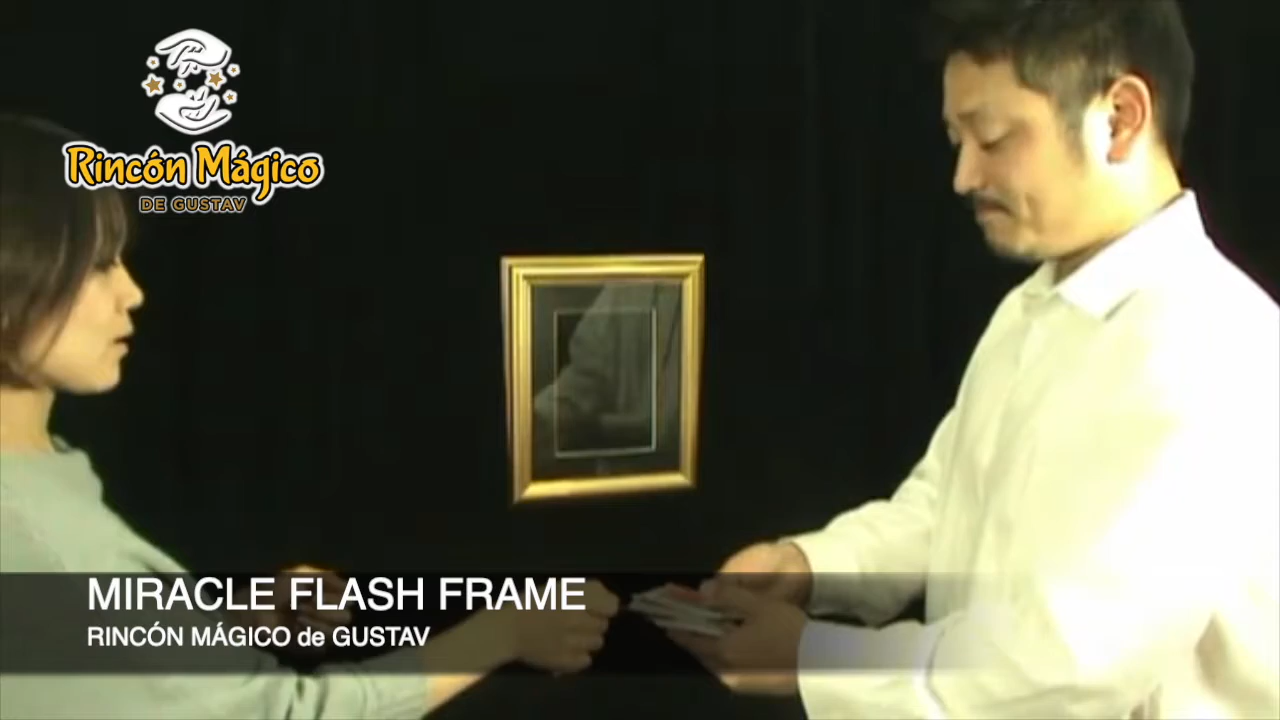 Rincón Mágico
DE GUSTAV
MIRACLE FLASH FRAME
RINCÓN MÁGICO de GUSTAV